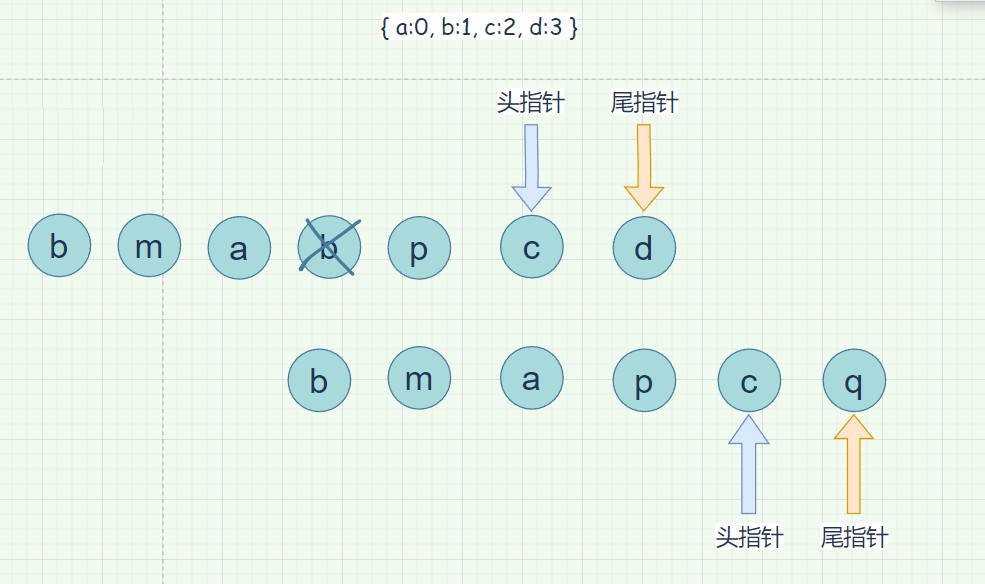 { a:0, b:1, c:2, d:3 }
头指针 尾指针
b m a b p c d
b m a p c q
头指针 尾指针